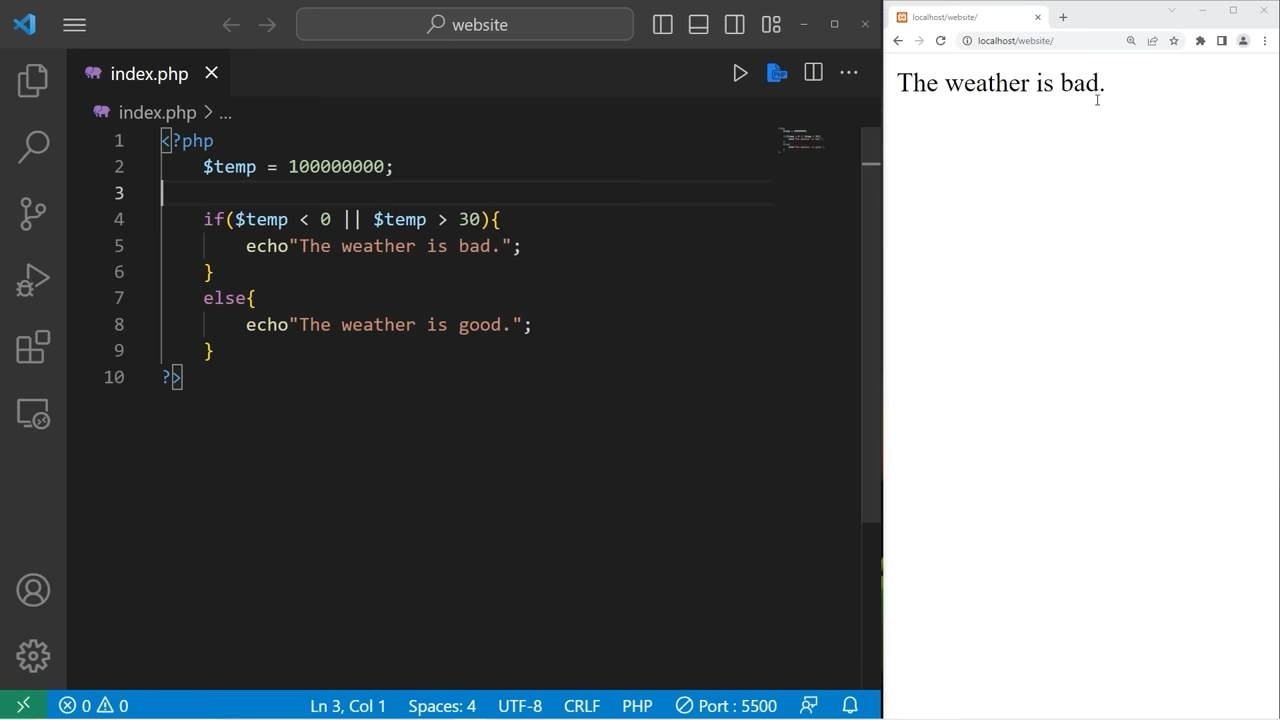 website
localhost/website/
index.php
localhost/website/
index.php > ...
The weather is bad.
1 <?php
2 $temp = 100000000;
3
4 if($temp < 0 || $temp > 30){
5 echo"The weather is bad.";
6 }
7 else{
8 echo"The weather is good.";
9 }
10 ?>
0 0 Ln 3, Col 1 Spaces: 4 UTF-8 CRLF PHP Port : 5500